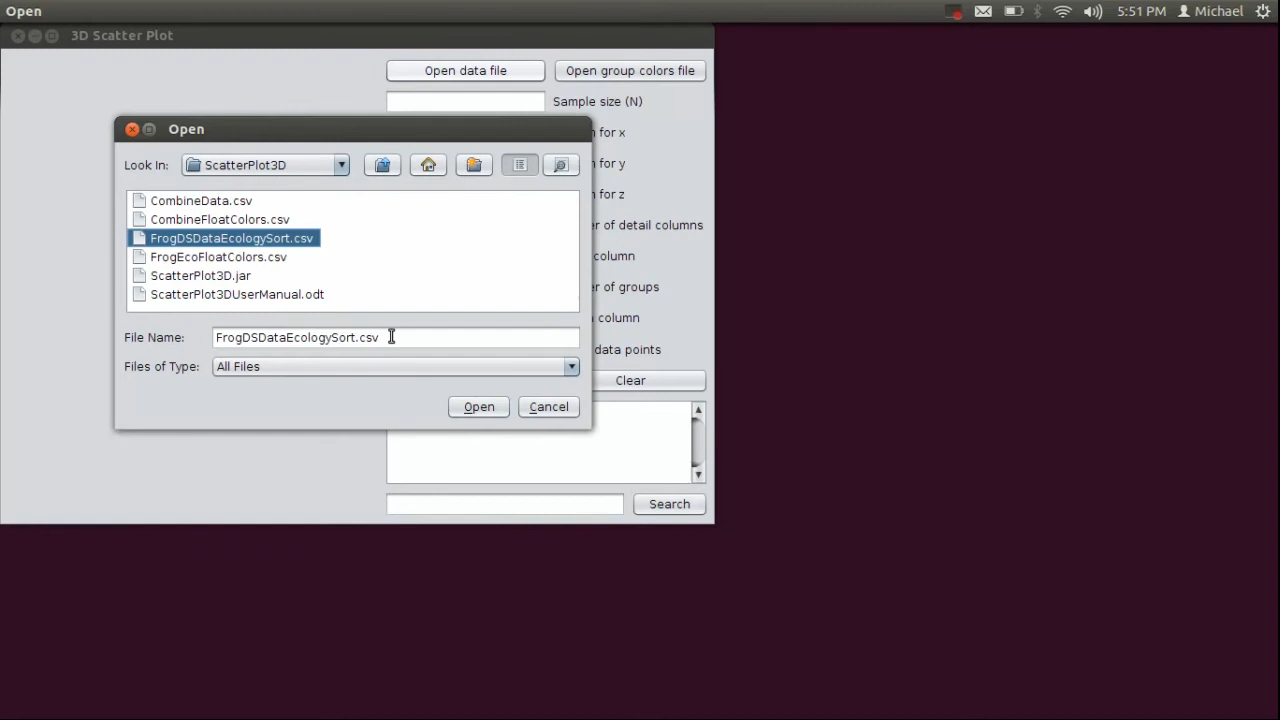 Open
5:51 PM Michael
3D Scatter Plot
Open data file Open group colors file
Sample size (N)
Open
for x
Look In: ScatterPlot3D
for y
CombineData.csv
for z
CombineFloatColors.csv
of detail columns
FrogDSDataEcologySort.csv
FrogEcoFloatColors.csv
column
ScatterPlot3D.jar
ScatterPlot3DUserManual.odt
of groups
column
File Name: FrogDSDataEcologySort.csv
data points
Files of Type: All Files
Clear
Open Cancel
Search